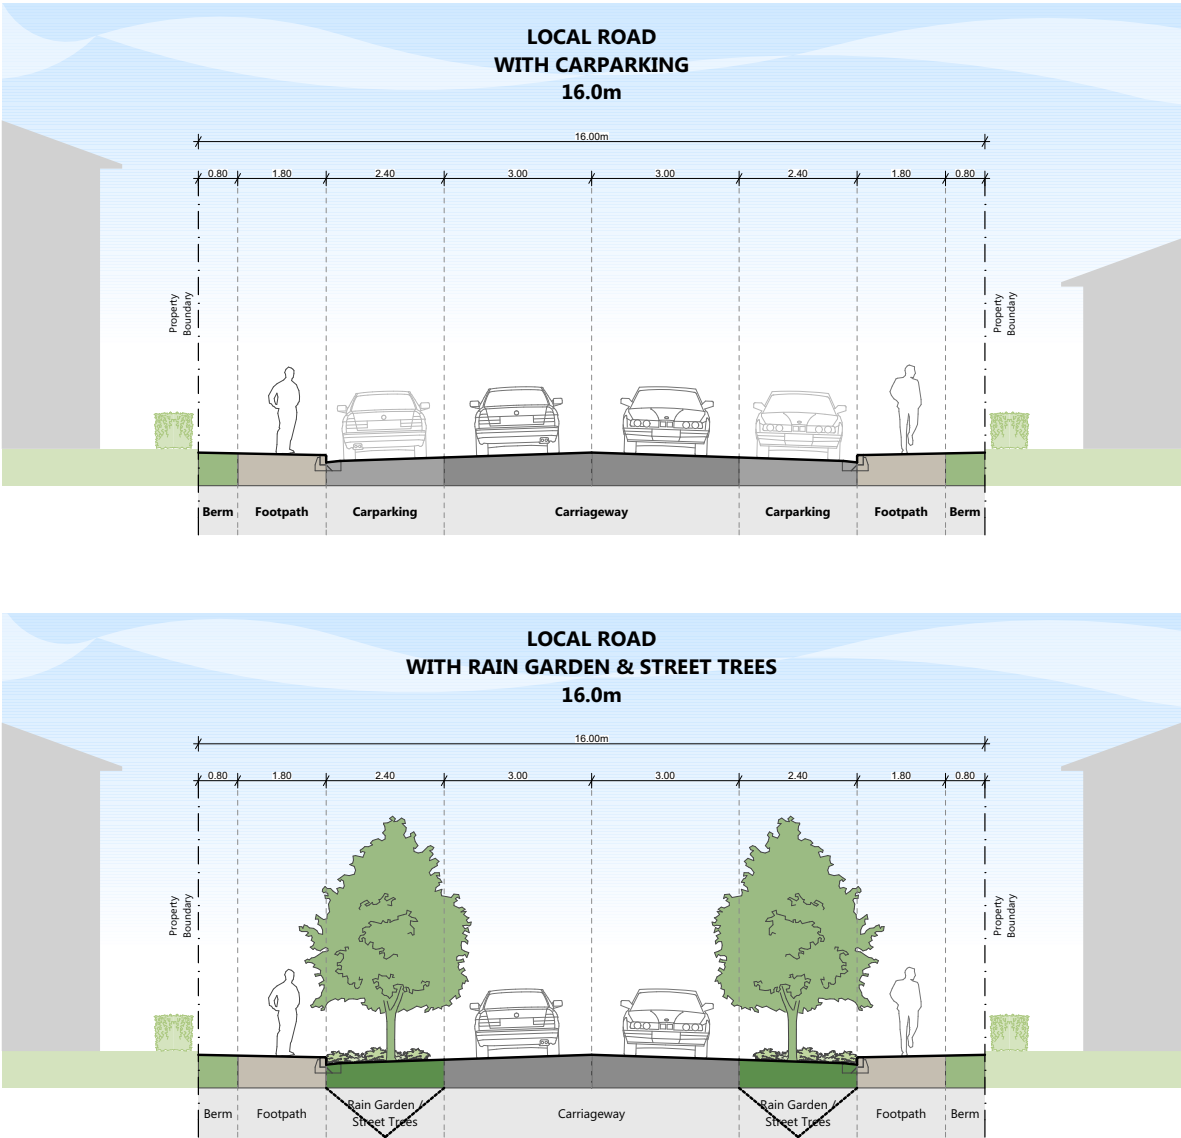 LOCAL ROAD
WITH CARPARKING
16.0m
16.00m
0.80 1.80 2.40 3.00 3.00 2.40 1.80 0.80
Property
Boundary
Property
Boundary
Berm Footpath Carparking Carriageway Carparking Footpath Berm
LOCAL ROAD
WITH RAIN GARDEN & STREET TREES
16.0m
16.00m
0.80 1.80 2.40 3.00 3.00 2.40 1.80 0.80
Property
Boundary
Property
Boundary
Berm Footpath Rain Garden / Street Trees Carriageway Rain Garden / Street Trees Footpath Berm